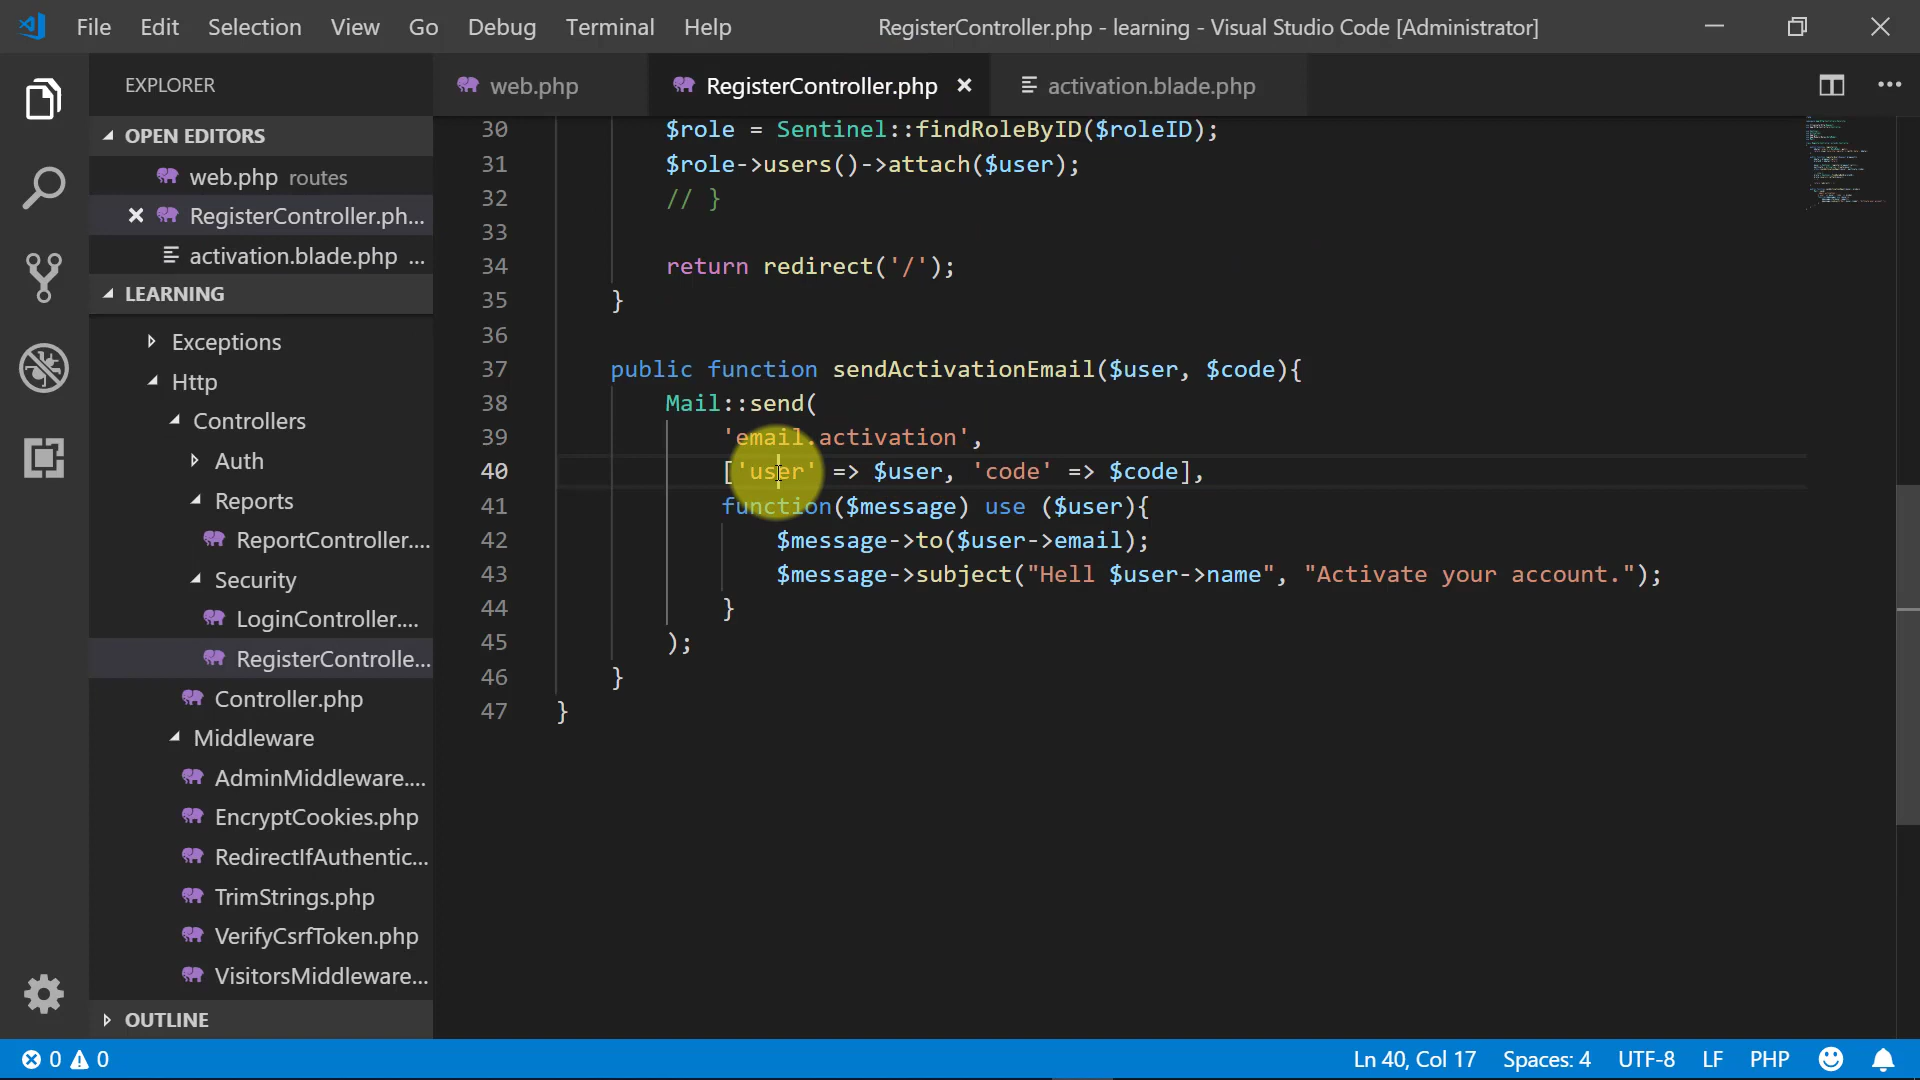 File Edit Selection View Go Debug Terminal Help RegisterController.php - learning - Visual Studio Code [Administrator]
EXPLORER
OPEN EDITORS
web.php routes
RegisterController.ph...
activation.blade.php ...
LEARNING
Exceptions
Http
Controllers
Auth
Reports
ReportController....
Security
LoginController....
RegisterControlle...
Controller.php
Middleware
AdminMiddleware....
EncryptCookies.php
RedirectIfAuthentic...
TrimStrings.php
VerifyCsrfToken.php
VisitorsMiddleware...
OUTLINE
web.php RegisterController.php activation.blade.php
30 $role = Sentinel::findRoleByID($roleID);
31 $role->users()->attach($user);
32 // }
33
34 return redirect('/');
35 }
36
37 public function sendActivationEmail($user, $code){
38 Mail::send(
39 'email.activation',
40 ['user' => $user, 'code' => $code],
41 function($message) use ($user){
42 $message->to($user->email);
43 $message->subject("Hell $user->name", "Activate your account.");
44 }
45 );
46 }
47 }
0 0 Ln 40, Col 17 Spaces: 4 UTF-8 LF PHP